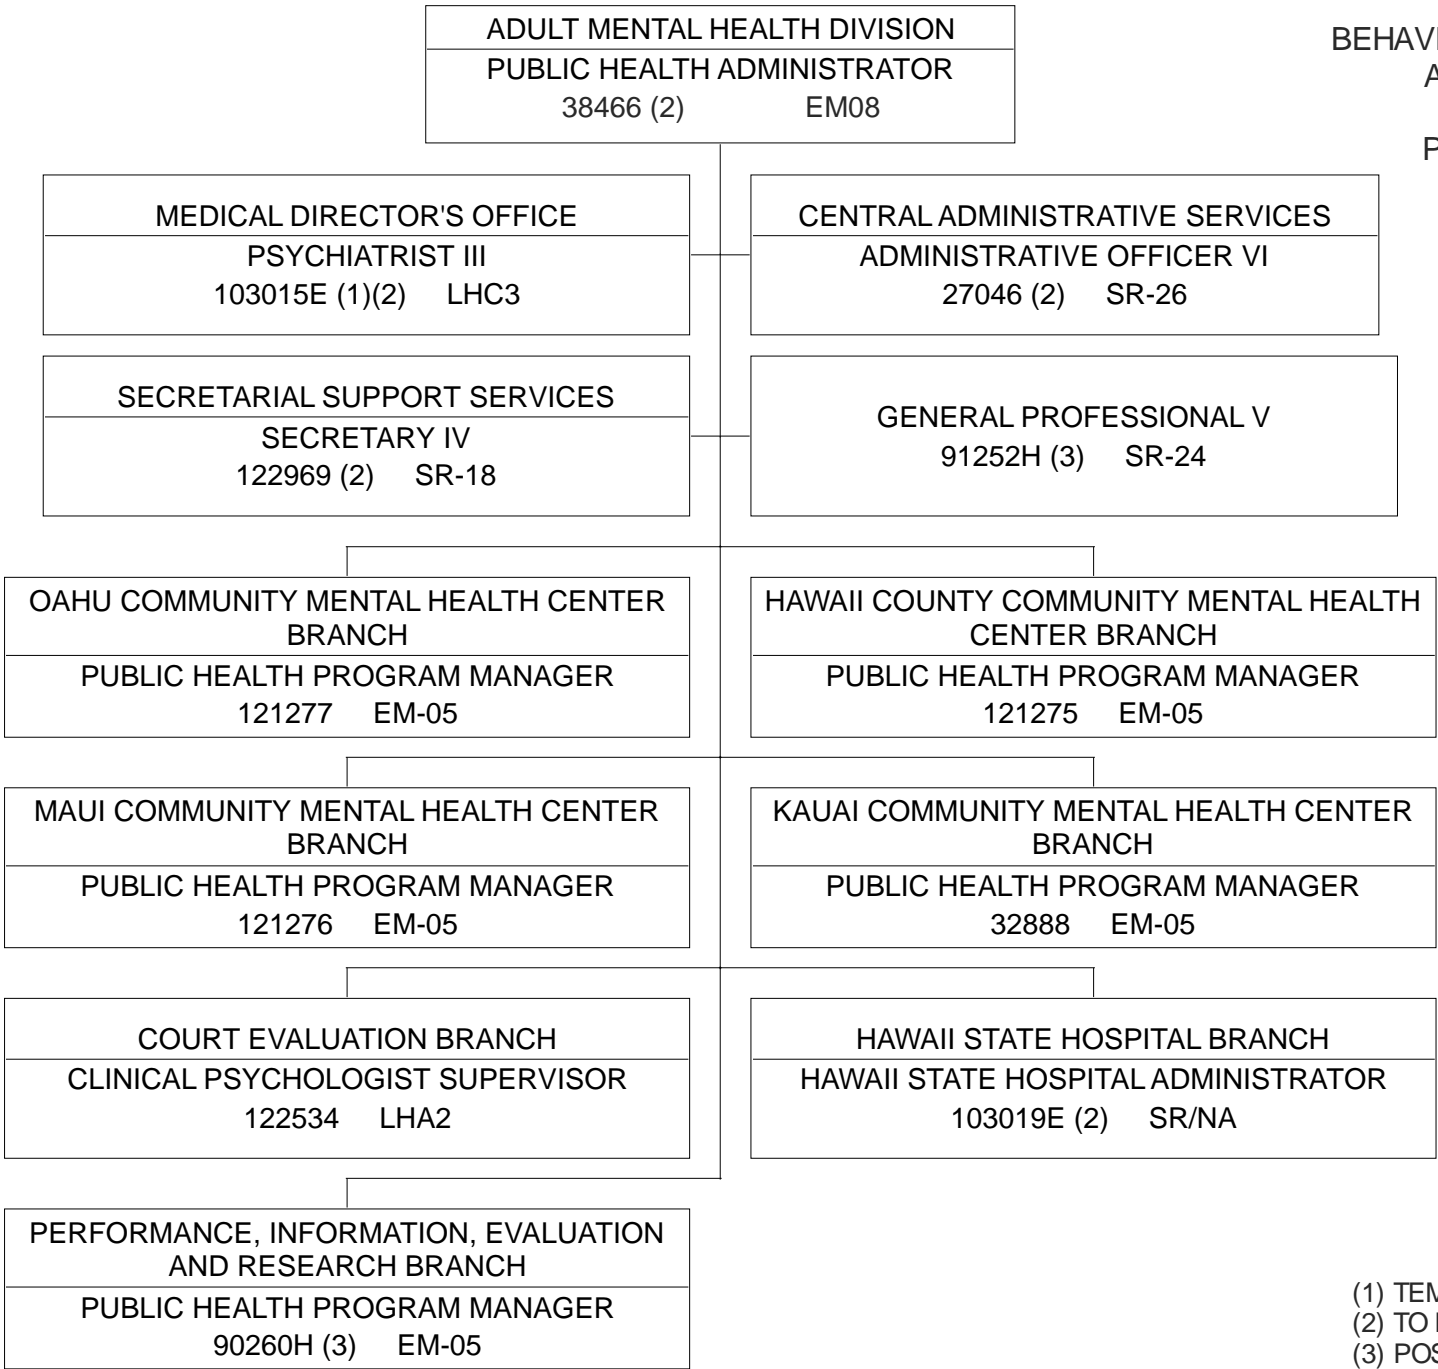 ADULT MENTAL HEALTH DIVISION
PUBLIC HEALTH ADMINISTRATOR
38466 (2) EM08
MEDICAL DIRECTOR'S OFFICE
PSYCHIATRIST III
103015E (1)(2) LHC3
CENTRAL ADMINISTRATIVE SERVICES
ADMINISTRATIVE OFFICER VI
27046 (2) SR-26
SECRETARIAL SUPPORT SERVICES
SECRETARY IV
122969 (2) SR-18
GENERAL PROFESSIONAL V
91252H (3) SR-24
OAHU COMMUNITY MENTAL HEALTH CENTER
BRANCH
PUBLIC HEALTH PROGRAM MANAGER
121277 EM-05
HAWAII COUNTY COMMUNITY MENTAL HEALTH
CENTER BRANCH
PUBLIC HEALTH PROGRAM MANAGER
121275 EM-05
MAUI COMMUNITY MENTAL HEALTH CENTER
BRANCH
PUBLIC HEALTH PROGRAM MANAGER
121276 EM-05
KAUAI COMMUNITY MENTAL HEALTH CENTER
BRANCH
PUBLIC HEALTH PROGRAM MANAGER
32888 EM-05
COURT EVALUATION BRANCH
CLINICAL PSYCHOLOGIST SUPERVISOR
122534 LHA2
HAWAII STATE HOSPITAL BRANCH
HAWAII STATE HOSPITAL ADMINISTRATOR
103019E (2) SR/NA
PERFORMANCE, INFORMATION, EVALUATION
AND RESEARCH BRANCH
PUBLIC HEALTH PROGRAM MANAGER
90260H (3) EM-05
(1)
(2) TO
(3)